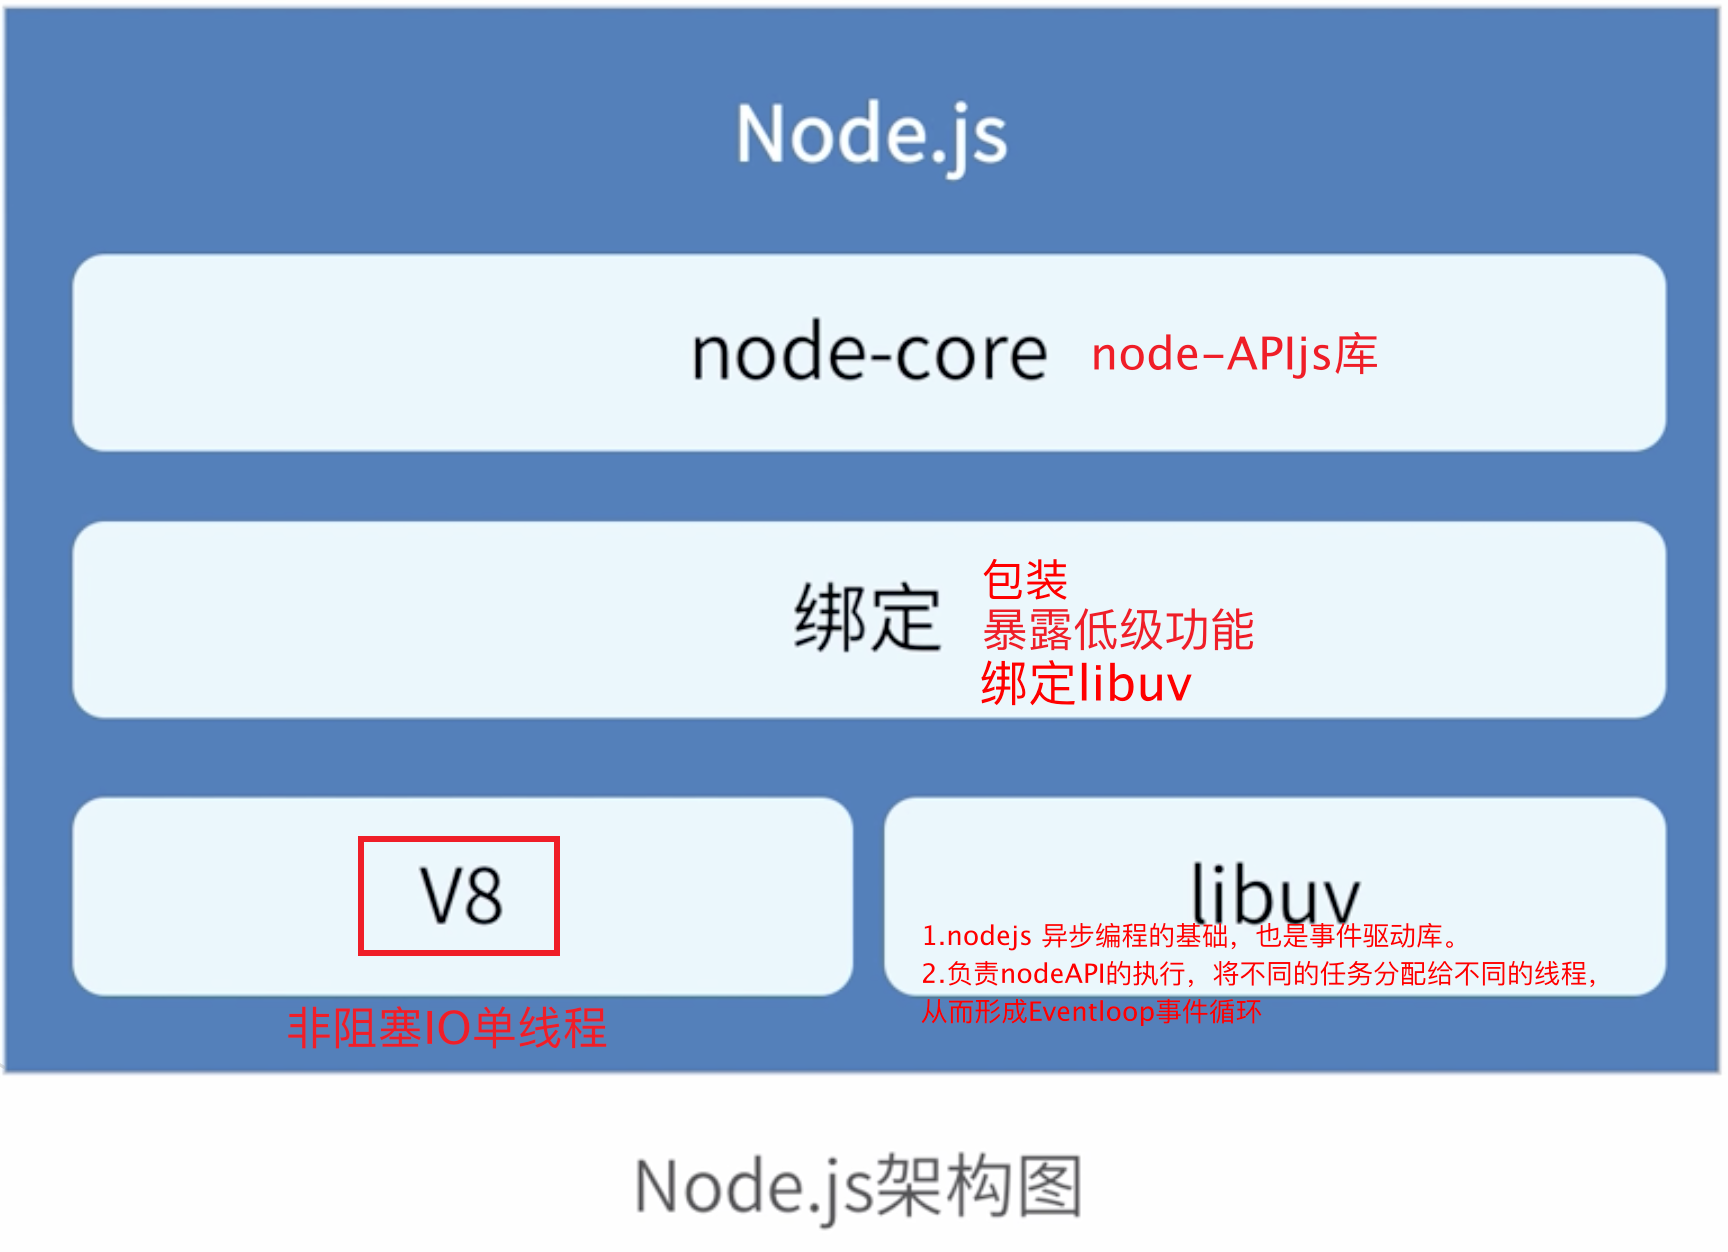 Node.js
node-core node-APIjs库
绑定
包装
暴露低级功能
绑定libuv
V8
非阻塞IO单线程
libuv
1.nodejs 异步编程的基础，也是事件驱动库。
2.负责nodeAPI的执行，将不同的任务分配给不同的线程，
从而形成Eventloop事件循环
Node.js架构图